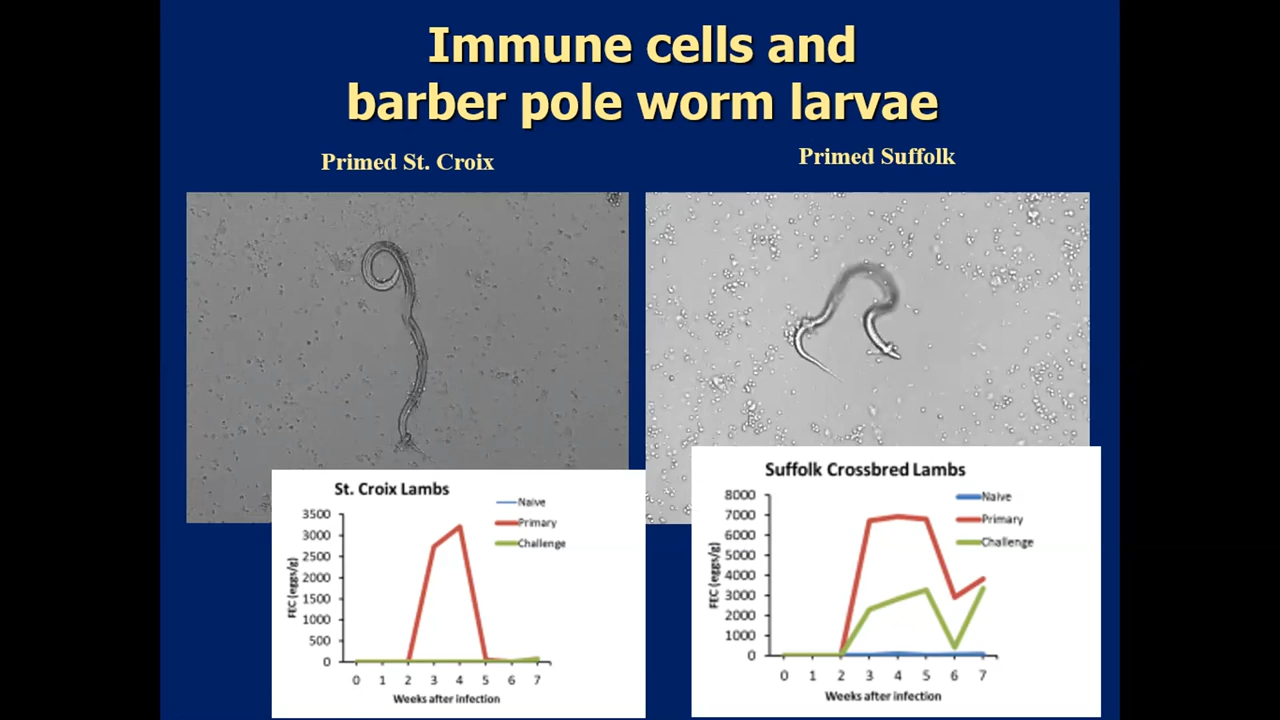 Immune cells and
barber pole worm larvae
Primed St. Croix
Primed Suffolk
St. Croix Lambs
Naive
Primary
Challenge
FEC (eggs/g)
3500
3000
2500
2000
1500
1000
500
0
0 1 2 3 4 5 6 7
Weeks after infection
Suffolk Crossbred Lambs
Naive
Primary
Challenge
FEC (eggs/g)
8000
7000
6000
5000
4000
3000
2000
1000
0
0 1 2 3 4 5 6 7
Weeks after infection